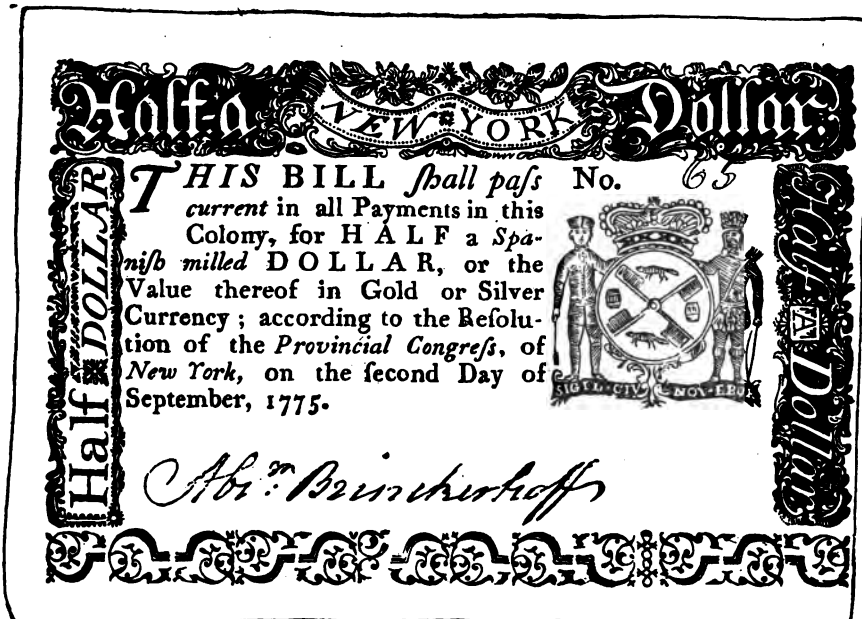 Half-a NEW-YORK Dollar
THIS BILL ſhall paſs No. 65
current in all Payments in this
Colony, for HALF a Spa-
niſh milled DOLLAR, or the
Value thereof in Gold or Silver
Currency ; according to the Reſolu-
tion of the Provincial Congreſs, of
New York, on the ſecond Day of
September, 1775.
SIGIL-CIV NOV-EBO
Abr:m Brinckerhoff
Half DOLLAR
Half A Dollar